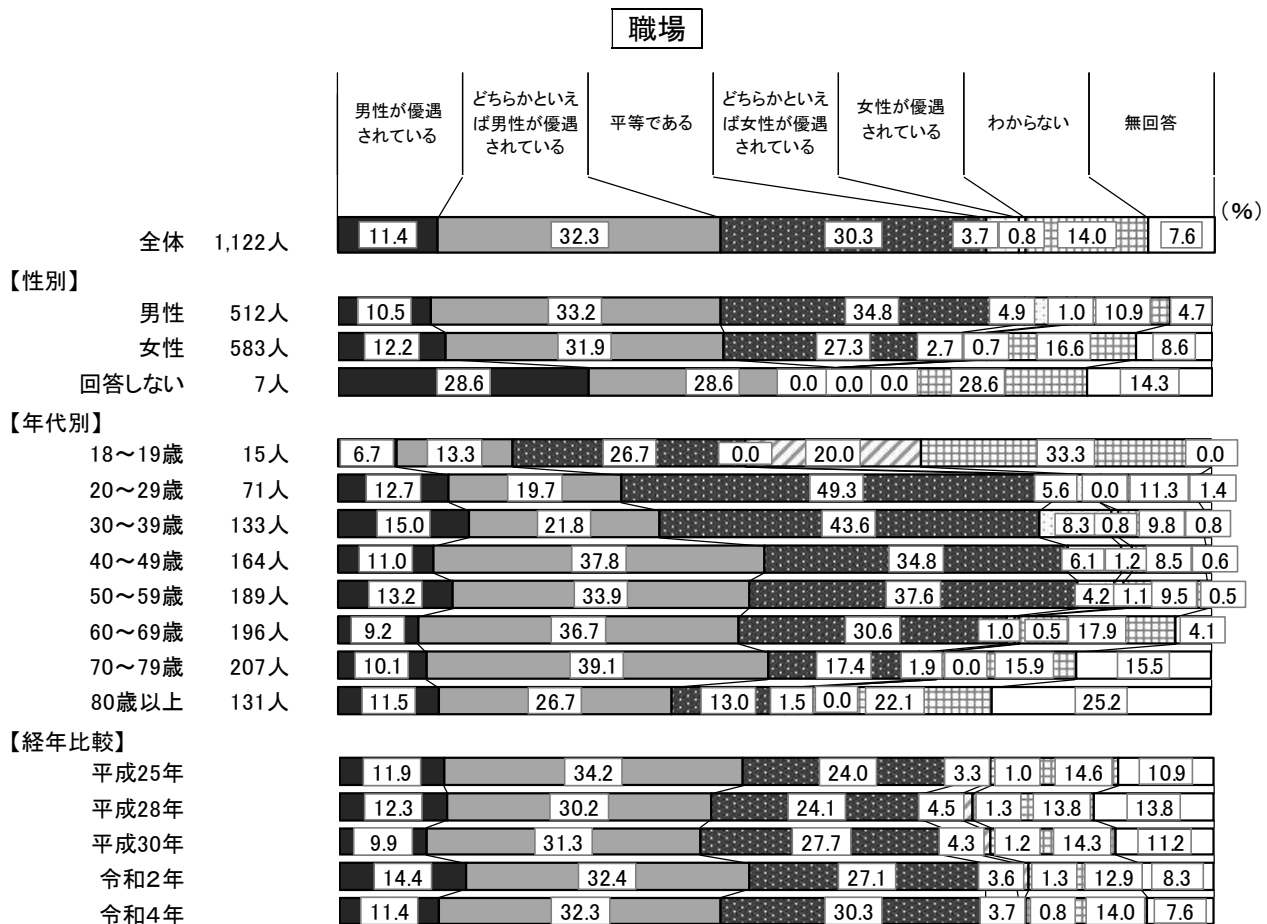 職場
男性が優遇
されている
どちらかといえ
ば男性が優遇
されている
平等である
どちらかといえ
ば女性が優遇
されている
女性が優遇
されている
わからない
無回答
(%)
全体 1,122人 11.4 32.3 30.3 3.7 0.8 14.0 7.6
【性別】
男性 512人 10.5 33.2 34.8 4.9 1.0 10.9 4.7
女性 583人 12.2 31.9 27.3 2.7 0.7 16.6 8.6
回答しない 7人 28.6 28.6 0.0 0.0 0.0 28.6 14.3
【年代別】
18～19歳 15人 6.7 13.3 26.7 0.0 20.0 33.3 0.0
20～29歳 71人 12.7 19.7 49.3 5.6 0.0 11.3 1.4
30～39歳 133人 15.0 21.8 43.6 8.3 0.8 9.8 0.8
40～49歳 164人 11.0 37.8 34.8 6.1 1.2 8.5 0.6
50～59歳 189人 13.2 33.9 37.6 4.2 1.1 9.5 0.5
60～69歳 196人 9.2 36.7 30.6 1.0 0.5 17.9 4.1
70～79歳 207人 10.1 39.1 17.4 1.9 0.0 15.9 15.5
80歳以上 131人 11.5 26.7 13.0 1.5 0.0 22.1 25.2
【経年比較】
平成25年 11.9 34.2 24.0 3.3 1.0 14.6 10.9
平成28年 12.3 30.2 24.1 4.5 1.3 13.8 13.8
平成30年 9.9 31.3 27.7 4.3 1.2 14.3 11.2
令和2年 14.4 32.4 27.1 3.6 1.3 12.9 8.3
令和4年 11.4 32.3 30.3 3.7 0.8 14.0 7.6